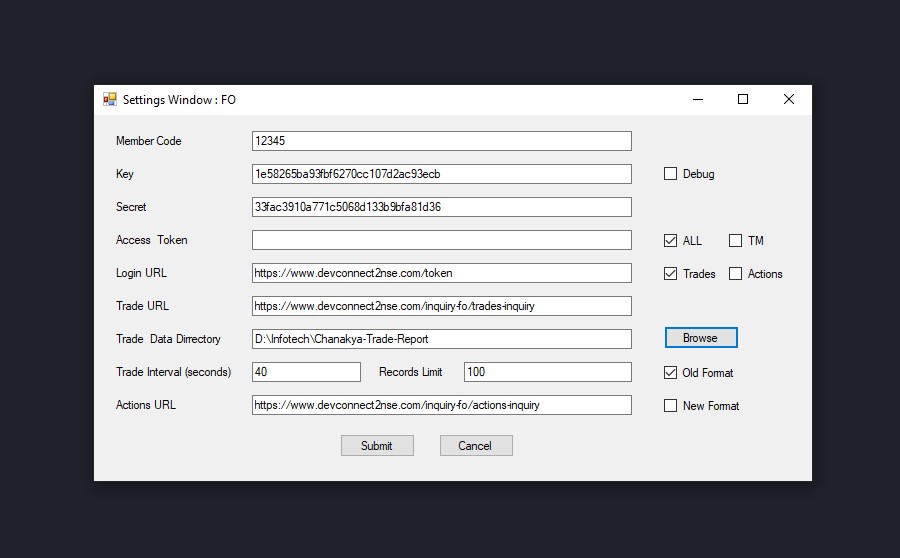 Settings Window : FO
Member Code 12345
Key 1e58265ba93fbf6270cc107d2ac93ecb Debug
Secret 33fac3910a771c5068d133b9bfa81d36
Access Token ALL TM
Login URL https://www.devconnect2nse.com/token Trades Actions
Trade URL https://www.devconnect2nse.com/inquiry-fo/trades-inquiry
Trade Data Dirrectory D:\Infotech\Chanakya-Trade-Report Browse
Trade Interval (seconds) 40 Records Limit 100 Old Format
Actions URL https://www.devconnect2nse.com/inquiry-fo/actions-inquiry New Format
Submit Cancel